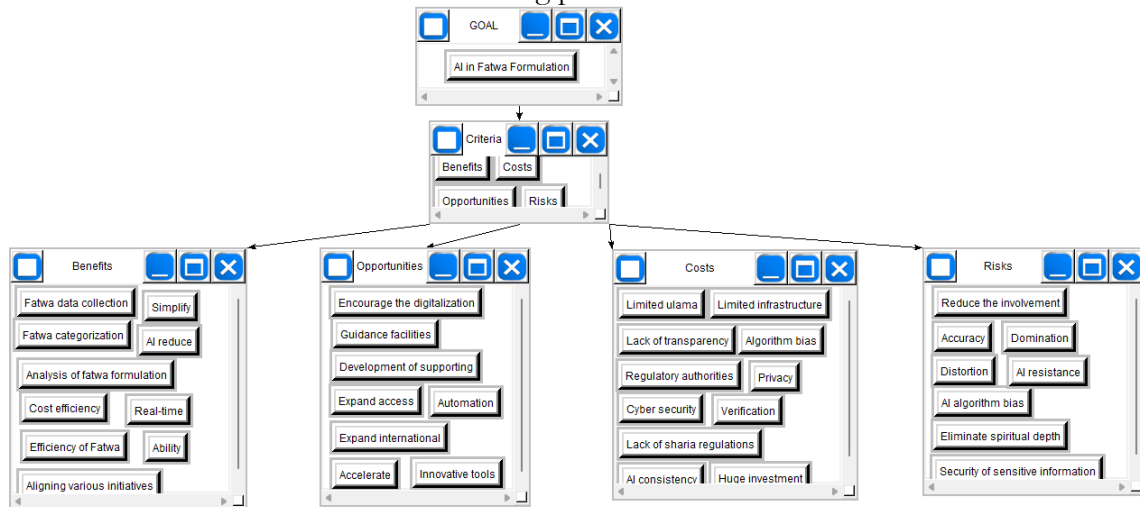 GOAL
AI in Fatwa Formulation
Criteria
Benefits Costs
Opportunities Risks
Benefits
Fatwa data collection Simplify
Fatwa categorization AI reduce
Analysis of fatwa formulation
Cost efficiency Real-time
Efficiency of Fatwa Ability
Aligning various initiatives
Opportunities
Encourage the digitalization
Guidance facilities
Development of supporting
Expand access Automation
Expand international
Accelerate Innovative tools
Costs
Limited ulama Limited infrastructure
Lack of transparency Algorithm bias
Regulatory authorities Privacy
Cyber security Verification
Lack of sharia regulations
AI consistency Huge investment
Risks
Reduce the involvement
Accuracy Domination
Distortion AI resistance
AI algorithm bias
Eliminate spiritual depth
Security of sensitive information